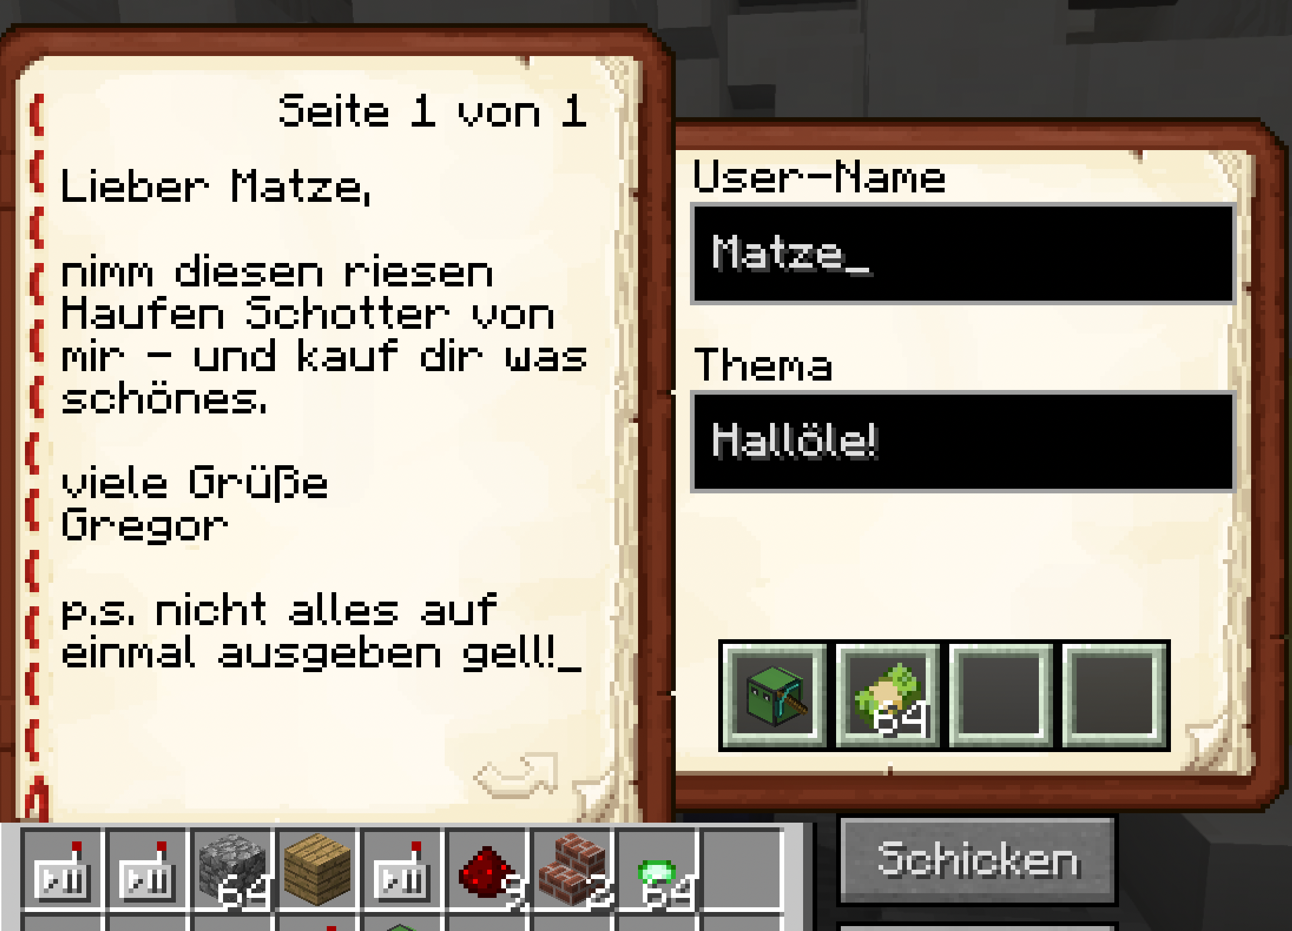 Seite 1 von 1
Lieber Matze,
nimm diesen riesen
Haufen Schotter von
mir - und kauf dir was
schönes.
viele Grüße
Gregor
p.s. nicht alles auf
einmal ausgeben gell!_
User-Name
Matze_
Thema
Hallöle!
64
64
9
2
64
Schicken